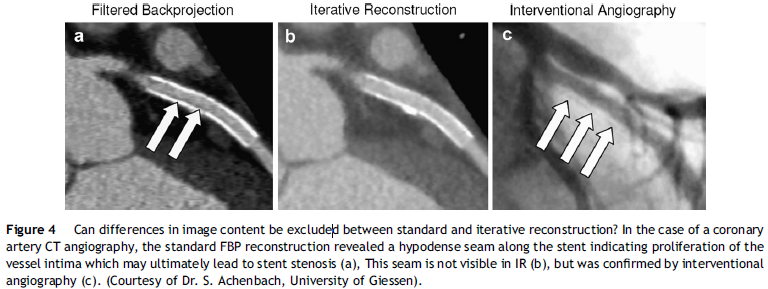 Filtered Backprojection Iterative Reconstruction Interventional Angiography
a b c
Figure 4 Can differences in image content be excluded between standard and iterative reconstruction? In the case of a coronary
artery CT angiography, the standard FBP reconstruction revealed a hypodense seam along the stent indicating proliferation of the
vessel intima which may ultimately lead to stent stenosis (a), This seam is not visible in IR (b), but was confirmed by interventional
angiography (c). (Courtesy of Dr. S. Achenbach, University of Giessen).